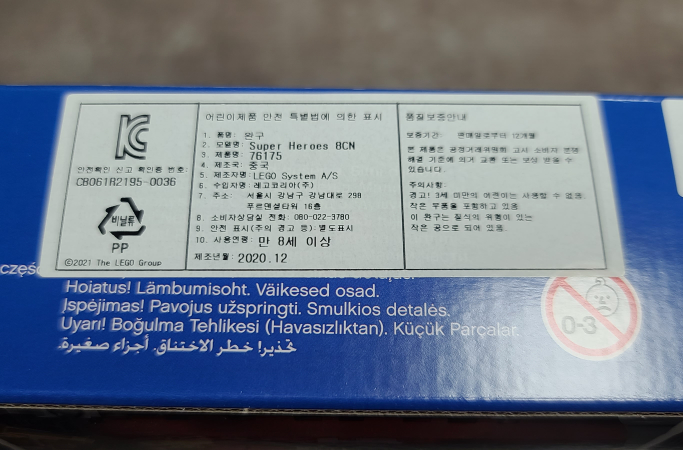 KC
안전확인 신고 확인증 번호:
CB061R2195-0036
비닐류
PP
©2021 The LEGO Group
어린이제품 안전 특별법에 의한 표시
1. 품명: 완구
2. 모델명: Super Heroes BCN
3. 제품명: 76175
4. 제조국: 중국
5. 제조자명: LEGO System A/S
6. 수입자명: 레고코리아(주)
7. 주소: 서울시 강남구 강남대로 298
푸르덴셜타워 16층
8. 소비자상담실 전화: 080-022-3780
9. 안전 표시(주의 경고 등): 별도표시
10. 사용연령: 만 8세 이상
제조년월: 2020.12
품질보증안내
보증기간: 판매일로부터 12개월
본 제품은 공정거래위원회 고시 소비자 분쟁
해결 기준에 의거 교환 또는 보상 받을 수
있습니다.
주의사항:
경고! 3세 미만의 어린이는 사용할 수 없음.
작은 부품을 포함하고 있음.
이 완구는 질식의 위험이 있는
작은 공으로 되어 있음.
częśc
Hoiatus! Lämbumisoht. Väikesed osad.
Įspėjimas! Pavojus užspringti. Smulkios detalės.
Uyarı! Boğulma Tehlikesi (Havasızlıktan). Küçük Parçalar.
تحذير! خطر الاختناق. أجزاء صغيرة.
0-3